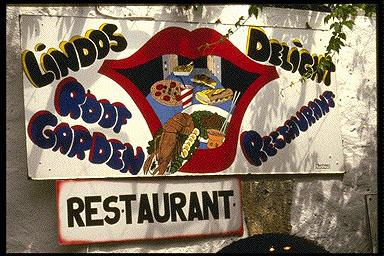 LINDOS DELIGHT
ROOF
GARDEN RESTAURANT
RESTAURANT